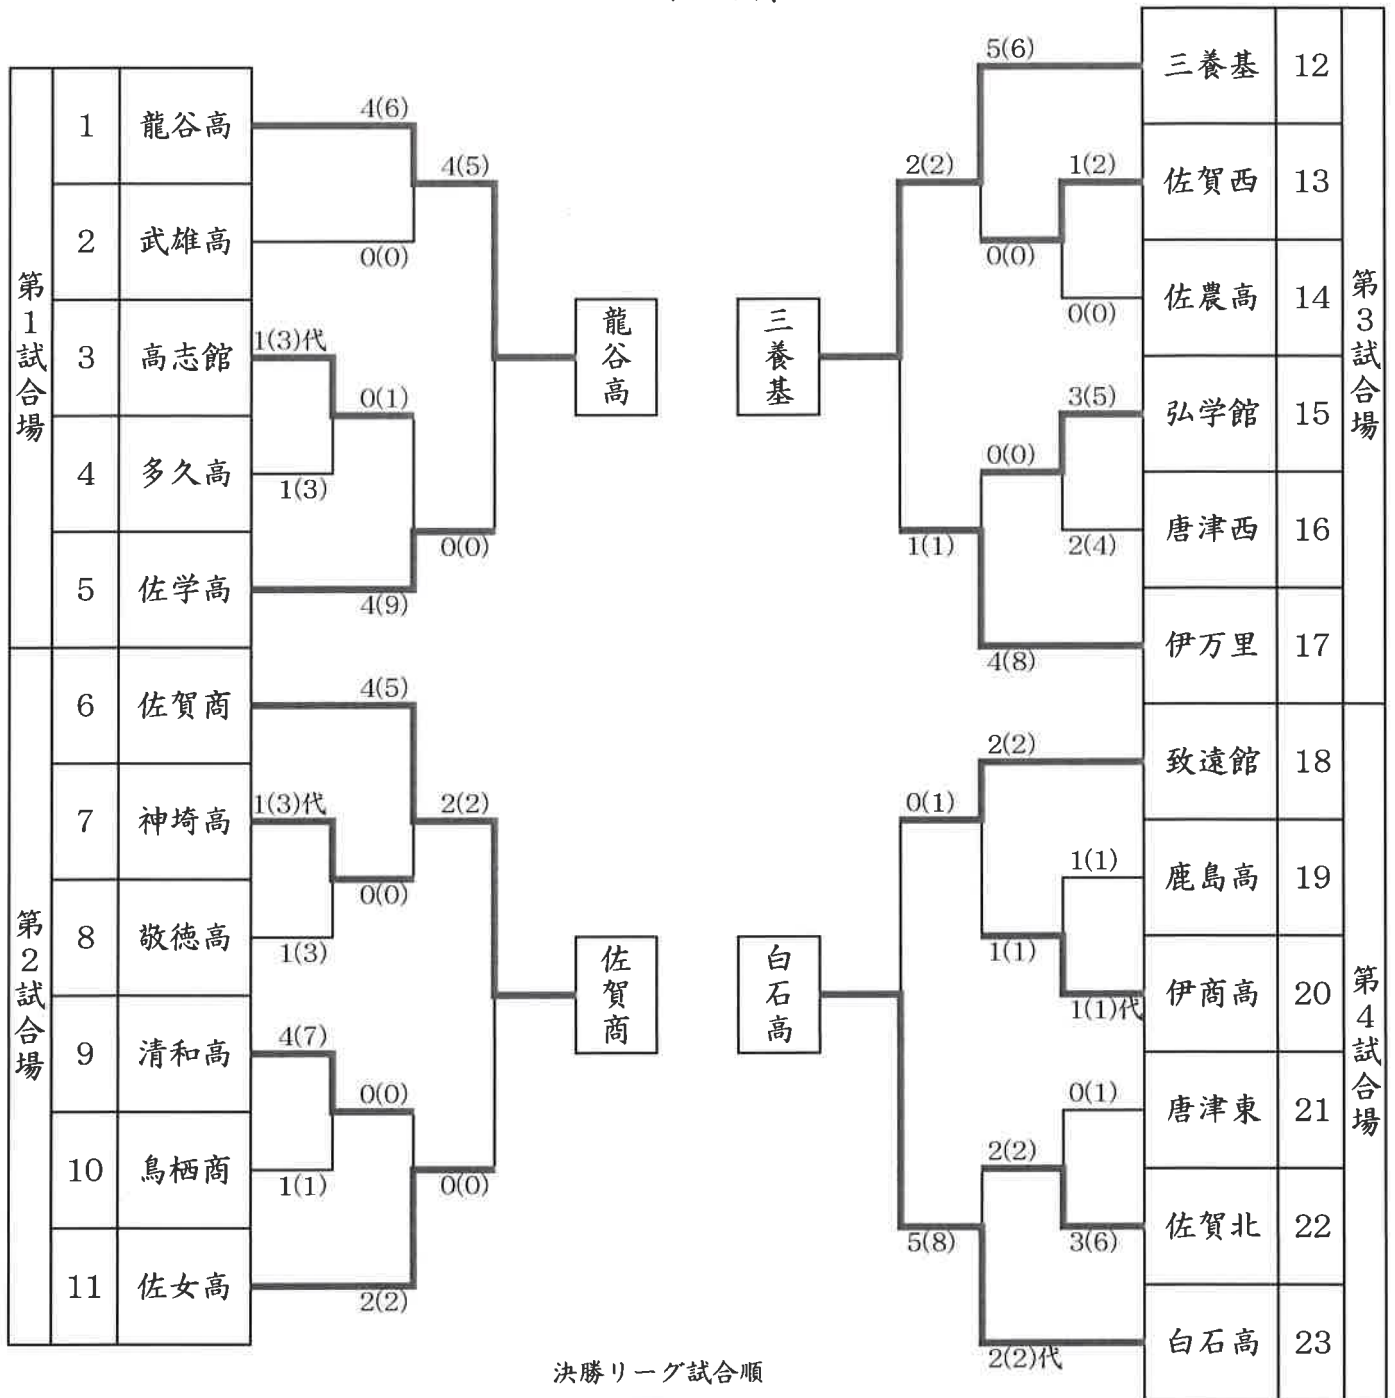 第1試合場
1 龍谷高 4(6)
4(5)
2 武雄高 0(0)
3 高志館 1(3)代
0(1)
4 多久高 1(3)
0(0)
5 佐学高 4(9)
龍谷高
第2試合場
6 佐賀商 4(5)
7 神埼高 1(3)代
2(2)
0(0)
8 敬徳高 1(3)
9 清和高 4(7)
0(0)
10 鳥栖商 1(1)
0(0)
11 佐女高 2(2)
佐賀商
第3試合場
5(6) 三養基 12
2(2)
1(2) 佐賀西 13
0(0)
0(0) 佐農高 14
三養基
3(5) 弘学館 15
0(0)
2(4) 唐津西 16
1(1)
4(8) 伊万里 17
第4試合場
2(2) 致遠館 18
0(1)
1(1) 鹿島高 19
1(1)
1(1)代 伊商高 20
白石高
0(1) 唐津東 21
2(2)
3(6) 佐賀北 22
5(8)
2(2)代 白石高 23
決勝リーグ試合順